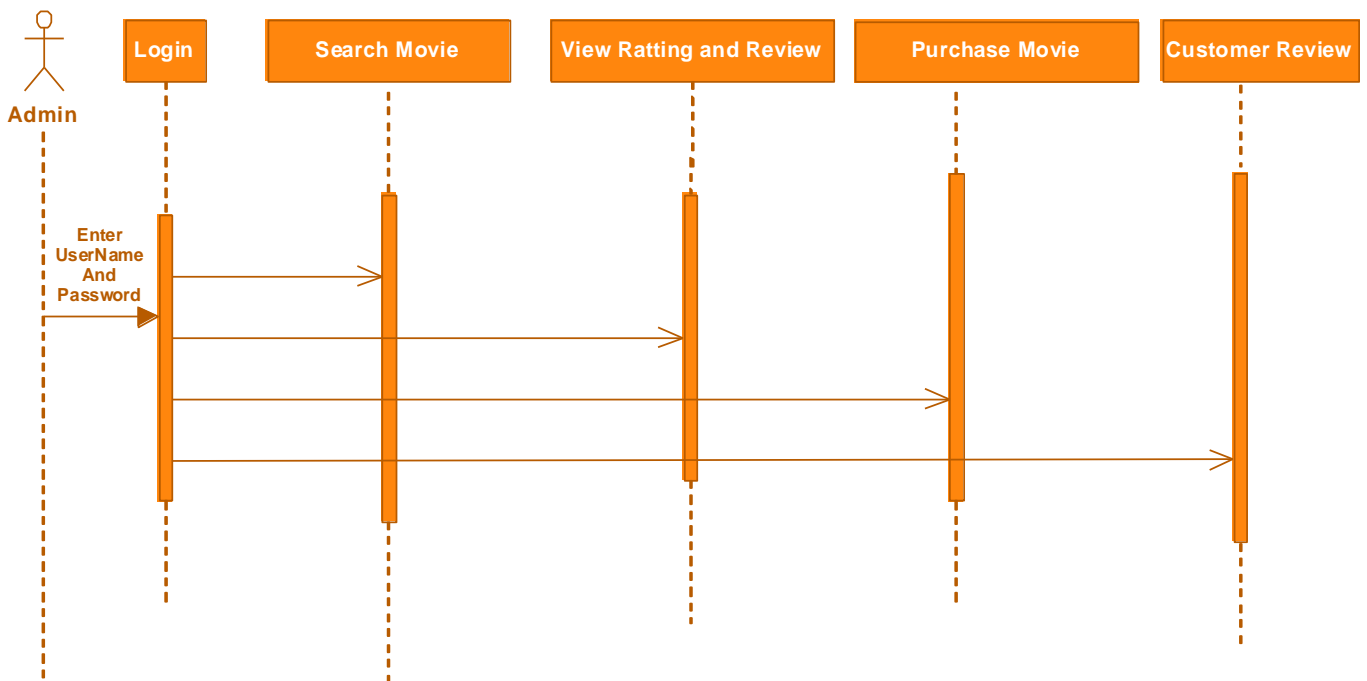 Login
Search Movie
View Ratting and Review
Purchase Movie
Customer Review
Admin
Enter
UserName
And
Password